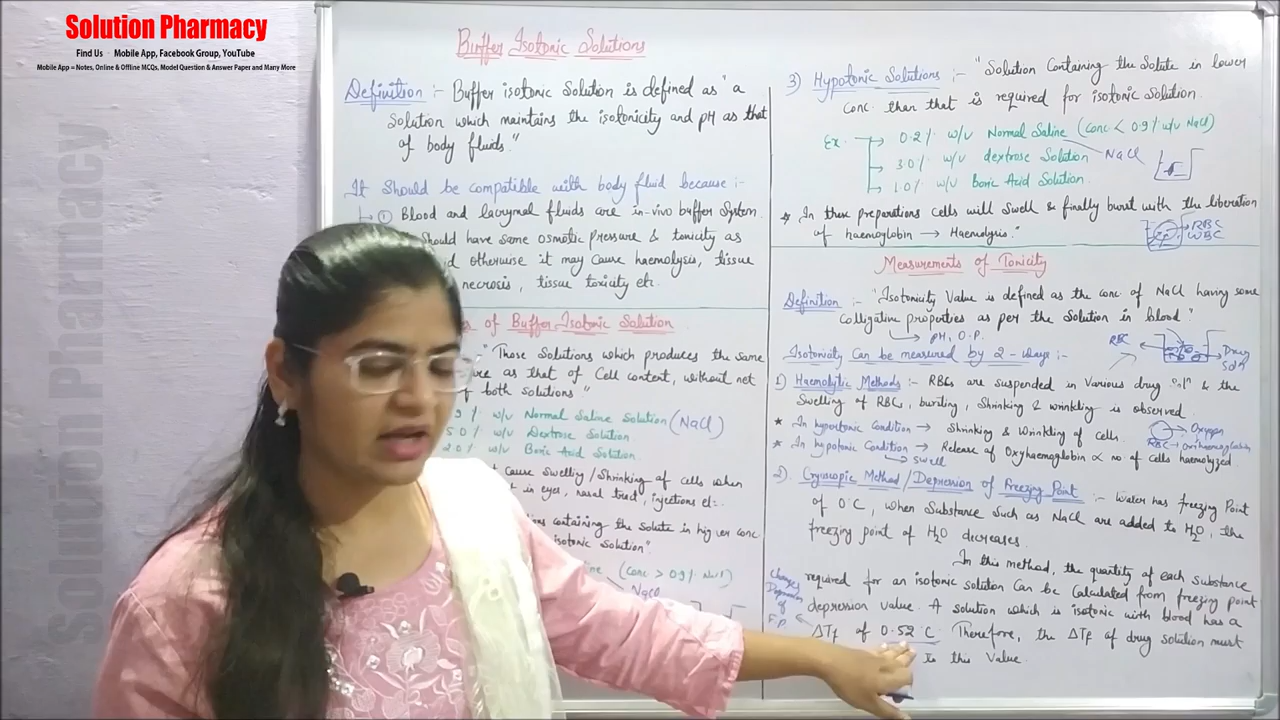 Solution Pharmacy
Find Us - Mobile App, Facebook Group, YouTube
Mobile App = Notes, Online & Offline MCQs, Model Question & Answer Paper and Many More
Solution Pharmacy
Buffer Isotonic Solutions
Definition :- Buffer isotonic Solution is defined as "a
Solution which maintains the isotonicity and pH as that
of body fluids"
It Should be compatible with body fluid because :-
① Blood and lacrymal fluids are in-vivo buffer System.
Should have same osmotic pressure & tonicity as
otherwise it may cause haemolysis, tissue
necrosis, tissue toxicity etc.
of Buffer Isotonic Solution
"Those Solutions which produces the same
as that of Cell content, without net
of both solutions"
9% w/v Normal Saline Solution (NaCl)
5.0% w/v Dextrose Solution
2.0% w/v Boric Acid Solution
cause Swelling/Shrinking of cells when
in eyes, nasal tract, injections etc.
containing the solute in higher conc
isotonic solution".
(Conc > 0.9% NaCl)
NaCl
3) Hypotonic Solutions :- "Solution Containing the Solute in lower
Conc. than that is required for isotonic Solution.
Ex. 0.2% w/v Normal Saline (Conc < 0.9% w/v NaCl)
NaCl
3.0% w/v dextrose Solution
1.0% w/v Boric Acid Solution
* In these preparations cells will Swell & finally burst with the liberation
of haemoglobin → Haemolysis."
RBC
WBC
Measurements of Tonicity
Definition :- "Isotonicity Value is defined as the conc of NaCl having same
colligative properties as per the Solution in blood"
→ pH, O.P.
Isotonicity Can be measured by 2-ways :-
RBC
Drug
Soln
1) Haemolytic Methods :- RBCs are suspended in Various drug Soln & the
Swelling of RBCs, bursting, Shrinking & wrinkling is observed.
* In hypertonic Condition → Shrinking & Wrinkling of cells.
Oxygen
* In hypotonic Condition → Release of Oxyhaemoglobin ∝ no of Cells haemolyzed.
→ Swell
2) Cryoscopic Method/Depression of Freezing Point :- Water has freezing Point
of 0°C, when Substance Such as NaCl are added to H2O, the
freezing point of H2O decreases.
In this method, the quantity of each Substance
required for an isotonic solution Can be Calculated from freezing point
depression value. A solution which is isotonic with blood has a
ΔTf of 0.52°C. Therefore, the ΔTf of drug solution must
to this Value.